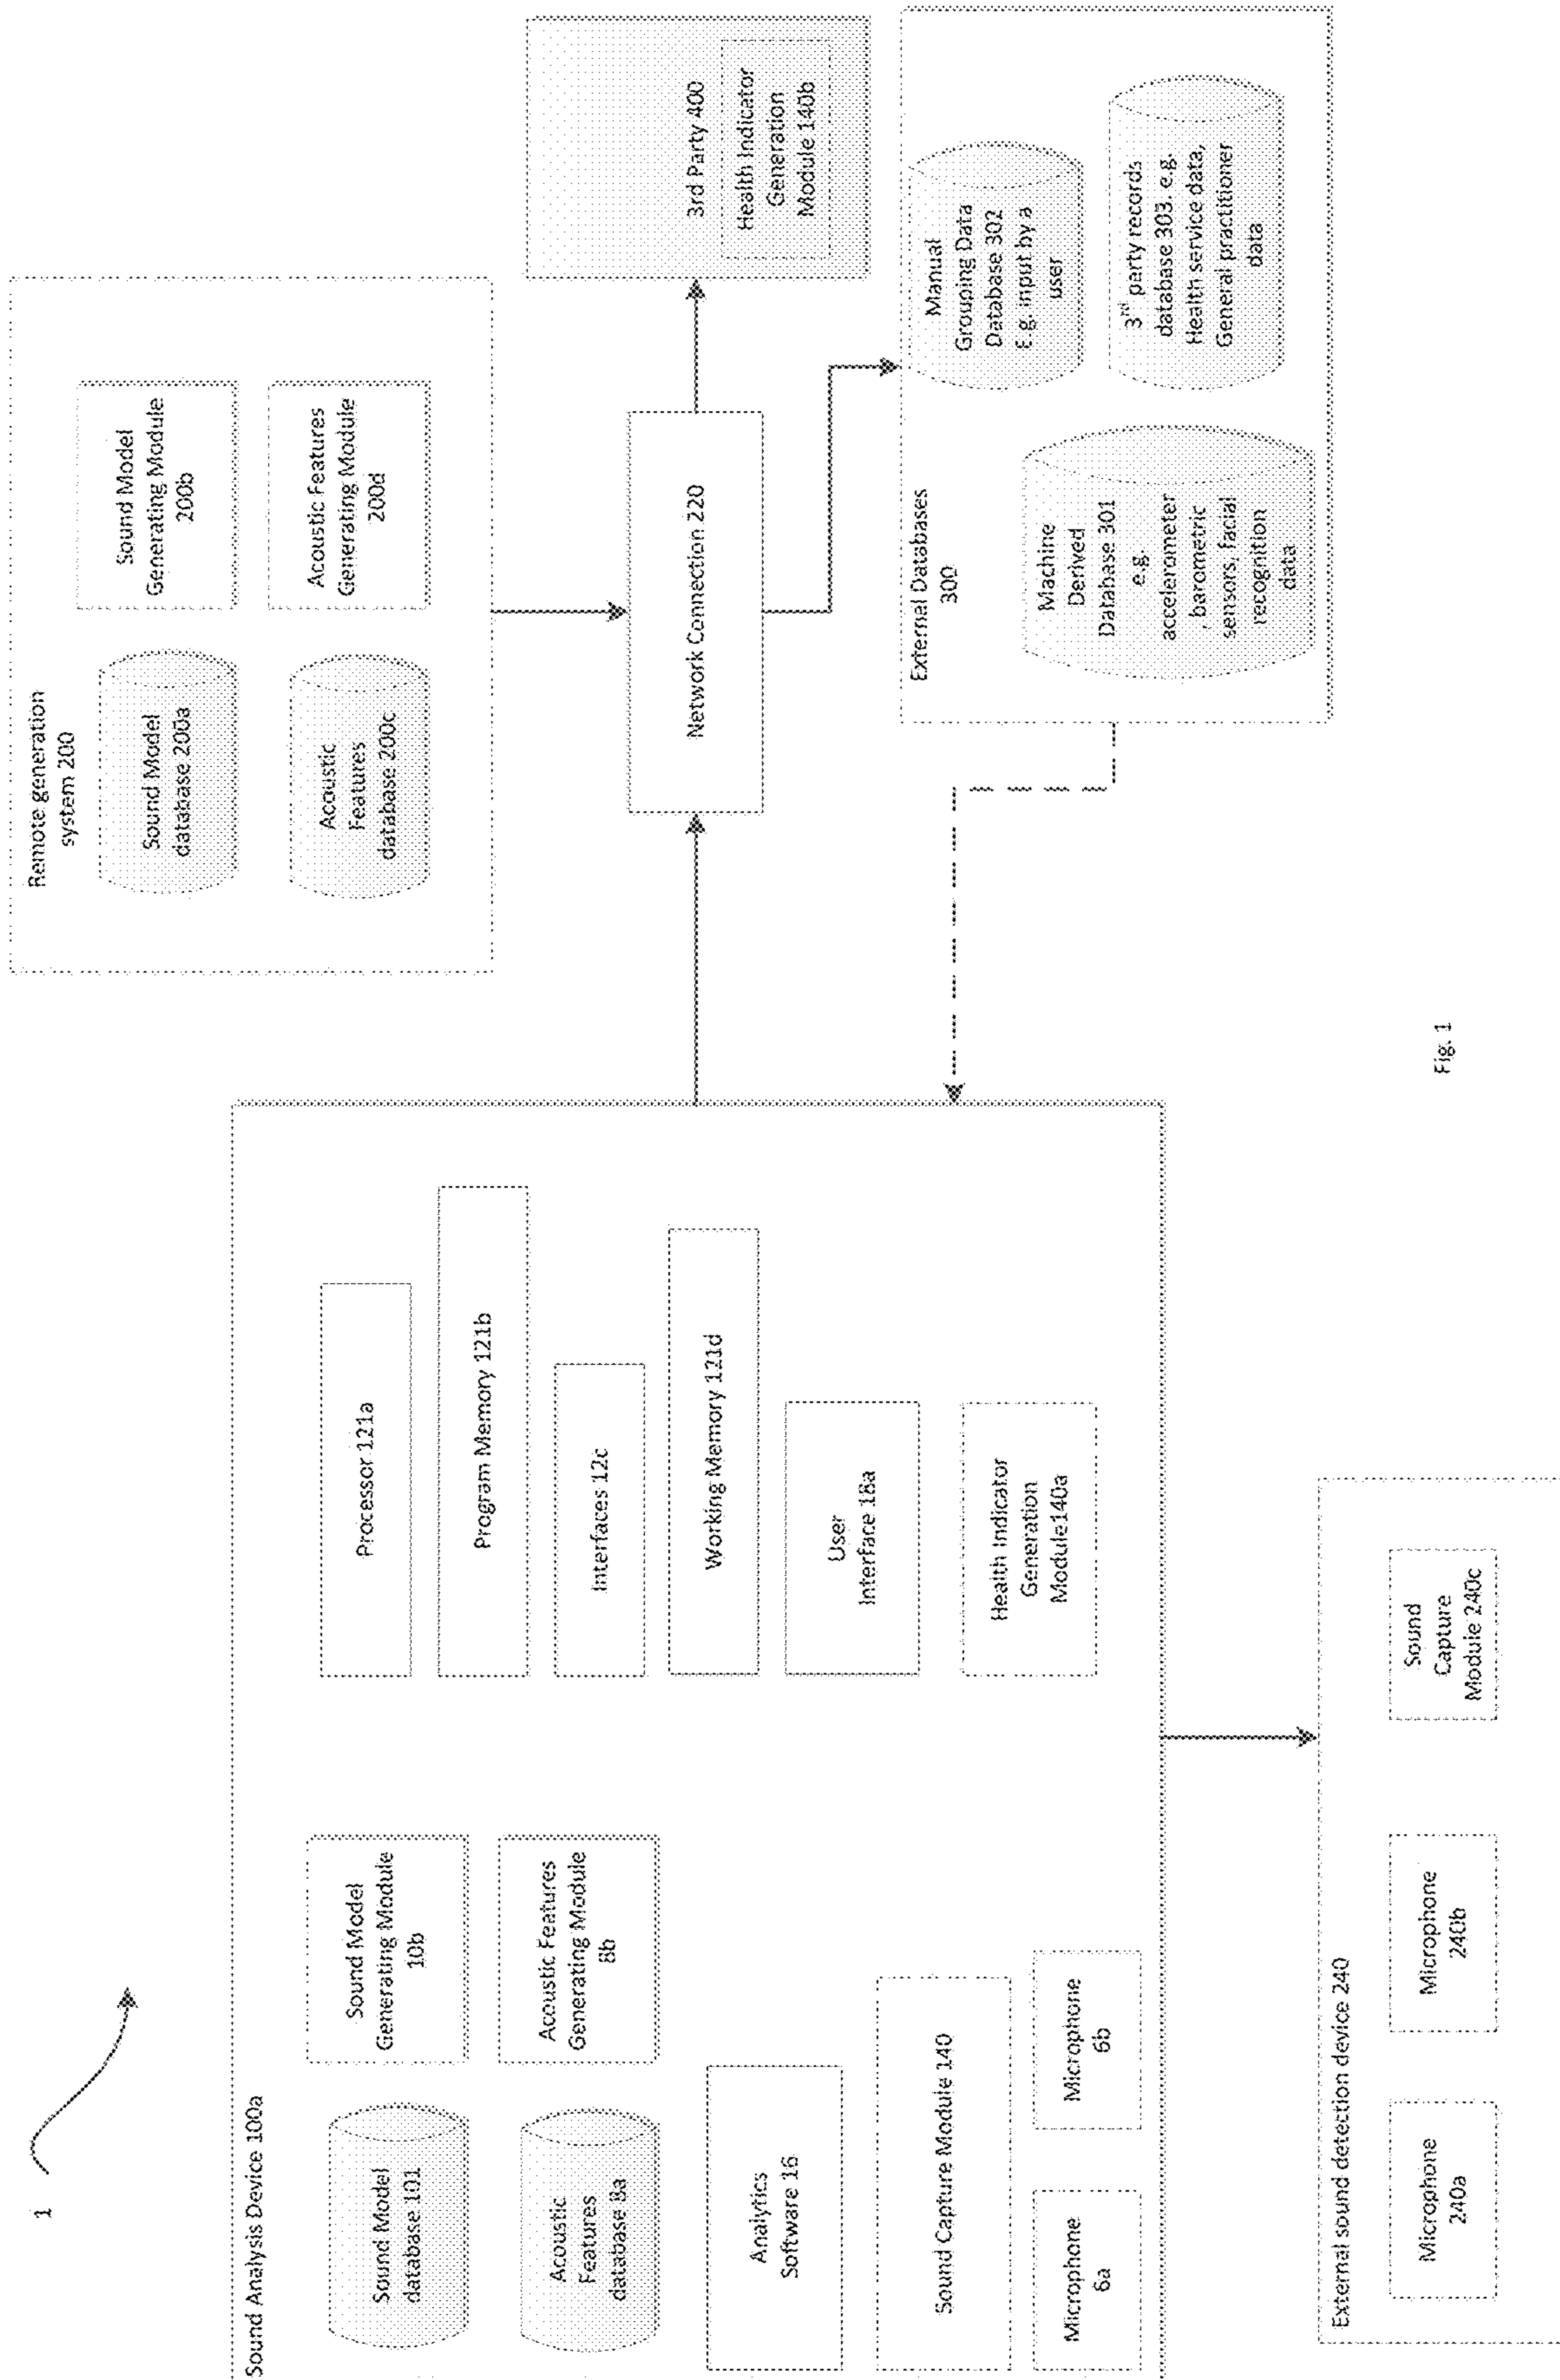 1
Sound Analysis Device 100a
Sound Model
database 101
Sound Model
Generating Module
10b
Acoustic
Features
database 8a
Acoustic Features
Generating Module
8b
Analytics
Software 16
Sound Capture Module 140
Microphone
6a
Microphone
6b
Processor 121a
Program Memory 121b
Interfaces 12c
Working Memory 121d
User
Interface 18a
Health Indicator
Generation
Module140a
External sound detection device 240
Microphone
240a
Microphone
240b
Sound
Capture
Module 240c
Remote generation
system 200
Sound Model
database 200a
Sound Model
Generating Module
200b
Acoustic
Features
database 200c
Acoustic Features
Generating Module
200d
Network Connection 220
3rd Party 400
Health Indicator
Generation
Module 140b
External Databases
300
Machine
Derived
Database 301
e.g.
accelerometer
, barometric
sensors, facial
recognition
data
Manual
Grouping Data
Database 302
E.g. input by a
user
3rd party records
database 303. e.g.
Health service data,
General practitioner
data
Fig. 1